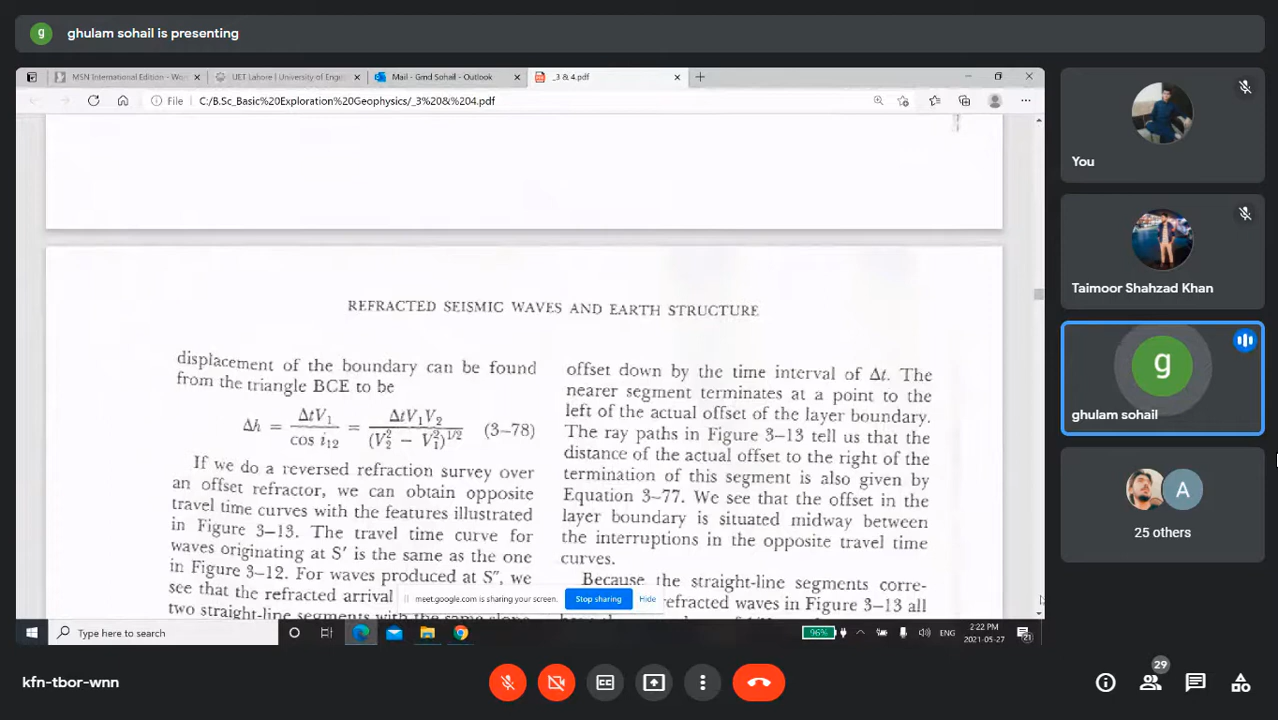 g
ghulam sohail is presenting
MSN International Edition - We
UET Lahore | University of Engi
Mail - Gmd Sohail - Outlook
_3 & 4.pdf
File
C:/B.Sc_Basic%20Exploration%20Geophysics/_3%20&%204.pdf
REFRACTED SEISMIC WAVES AND EARTH STRUCTURE
displacement of the boundary can be found
from the triangle BCE to be
Δh = ΔtV₁ / cos i₁₂ = ΔtV₁V₂ / (V₂² − V₁²)^1/2 (3–78)
If we do a reversed refraction survey over
an offset refractor, we can obtain opposite
travel time curves with the features illustrated
in Figure 3–13. The travel time curve for
waves originating at S′ is the same as the one
in Figure 3–12. For waves produced at S″, we
see that the refracted arrival
two straight-line segments with the same slope
offset down by the time interval of Δt. The
nearer segment terminates at a point to the
left of the actual offset of the layer boundary.
The ray paths in Figure 3–13 tell us that the
distance of the actual offset to the right of the
termination of this segment is also given by
Equation 3–77. We see that the offset in the
layer boundary is situated midway between
the interruptions in the opposite travel time
curves.
Because the straight-line segments corre-
refracted waves in Figure 3–13 all
meet.google.com is sharing your screen.
Stop sharing
Hide
Type here to search
96%
ENG
2:22 PM
2021-05-27
21
You
Taimoor Shahzad Khan
g
ghulam sohail
A
25 others
kfn-tbor-wnn
CC
29